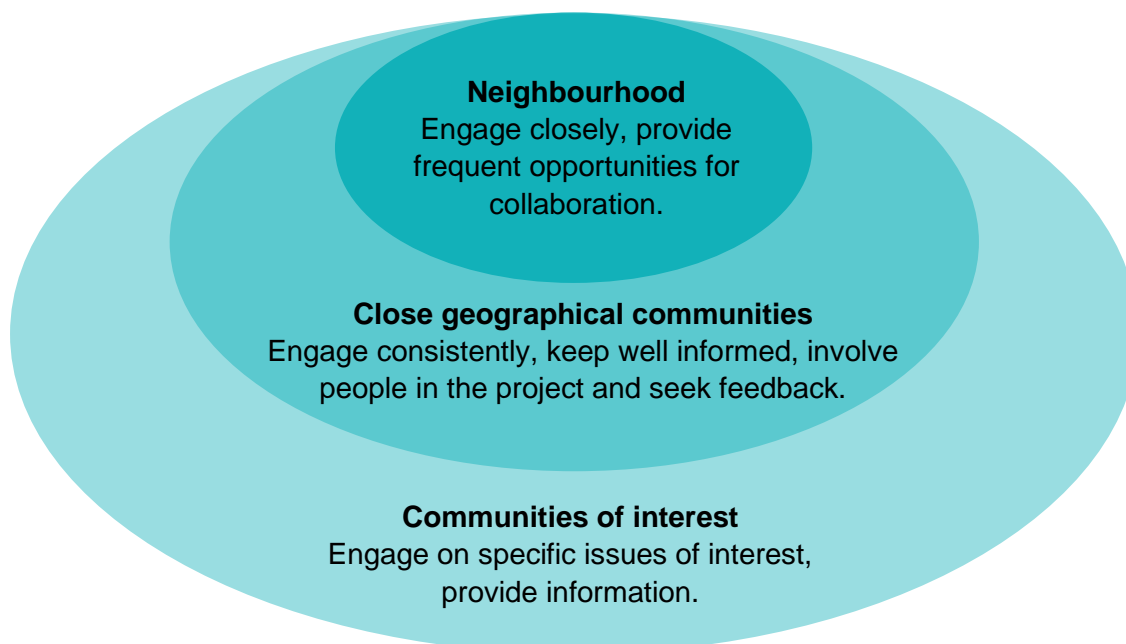 Neighbourhood
Engage closely, provide
frequent opportunities for
collaboration.
Close geographical communities
Engage consistently, keep well informed, involve
people in the project and seek feedback.
Communities of interest
Engage on specific issues of interest,
provide information.